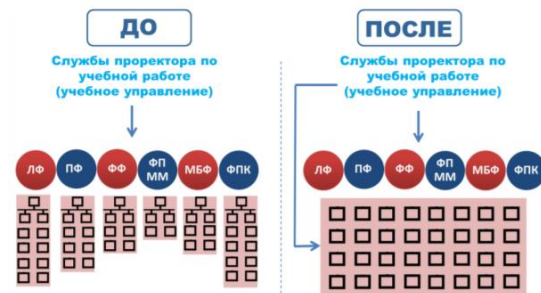 ДО
Службы проректора по
учебной работе
(учебное управление)
ЛФ
ПФ
ФФ
ФП
ММ
МБФ
ФПК
ПОСЛЕ
Службы проректора по
учебной работе
(учебное управление)
ЛФ
ПФ
ФФ
ФП
ММ
МБФ
ФПК